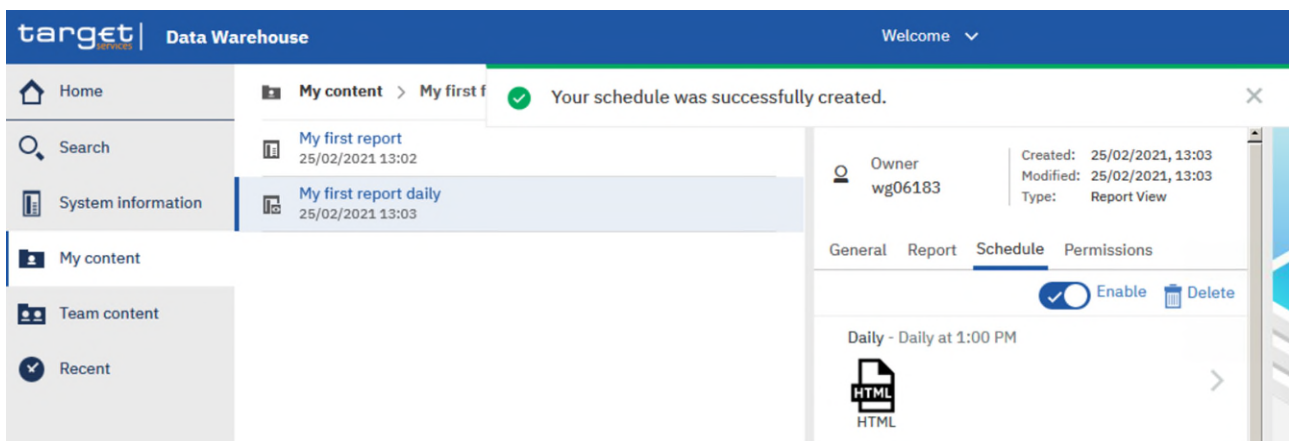 target services | Data Warehouse
Welcome
Home
Search
System information
My content
Team content
Recent
My content > My first f
Your schedule was successfully created.
My first report
25/02/2021 13:02
My first report daily
25/02/2021 13:03
Owner
wg06183
Created: 25/02/2021, 13:03
Modified: 25/02/2021, 13:03
Type: Report View
General Report Schedule Permissions
Enable Delete
Daily - Daily at 1:00 PM
HTML
HTML